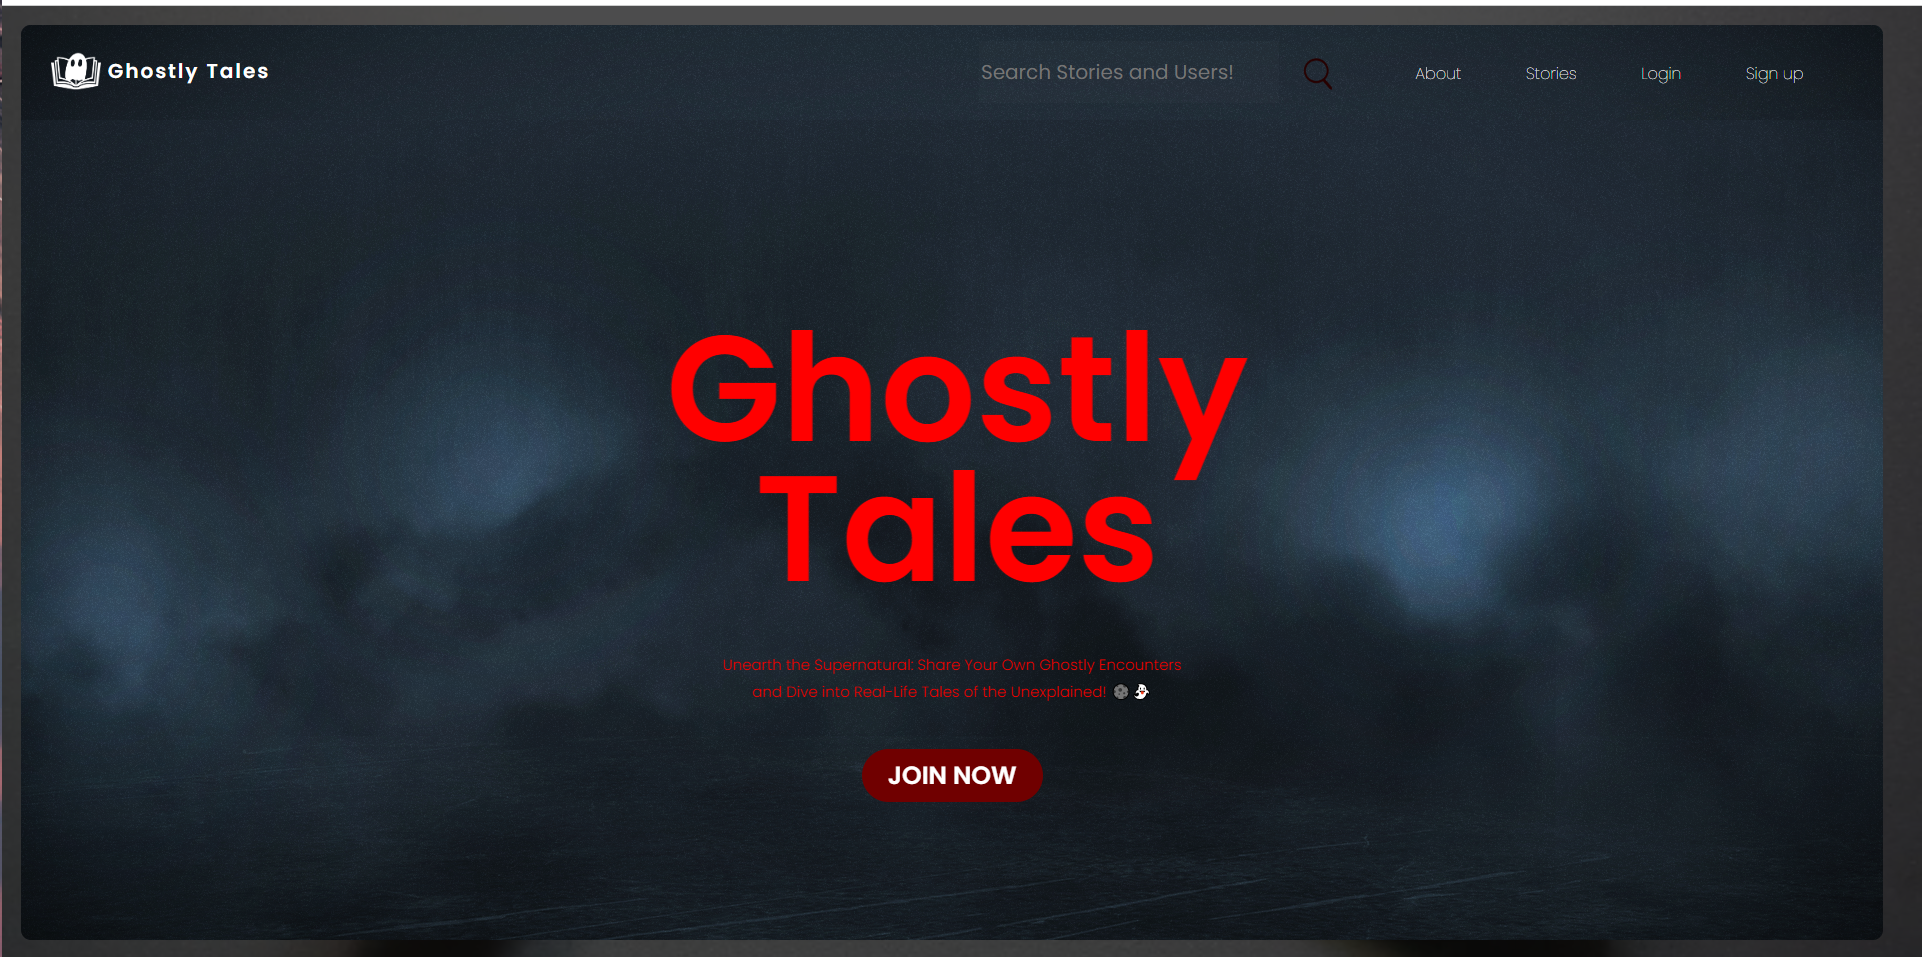 Ghostly Tales
Search Stories and Users!
About
Stories
Login
Sign up
Ghostly
Tales
Unearth the Supernatural: Share Your Own Ghostly Encounters
and Dive into Real-Life Tales of the Unexplained!
JOIN NOW